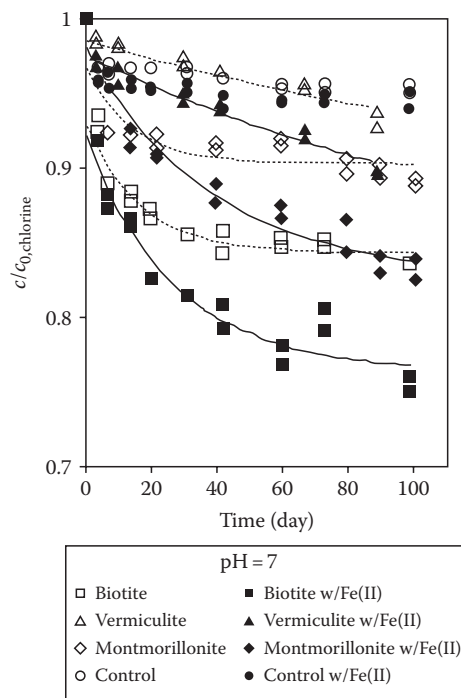 1
0.9
0.8
0.7
c/c0,chlorine
0 20 40 60 80 100
Time (day)
pH = 7
Biotite
Biotite w/Fe(II)
Vermiculite
Vermiculite w/Fe(II)
Montmorillonite
Montmorillonite w/Fe(II)
Control
Control w/Fe(II)